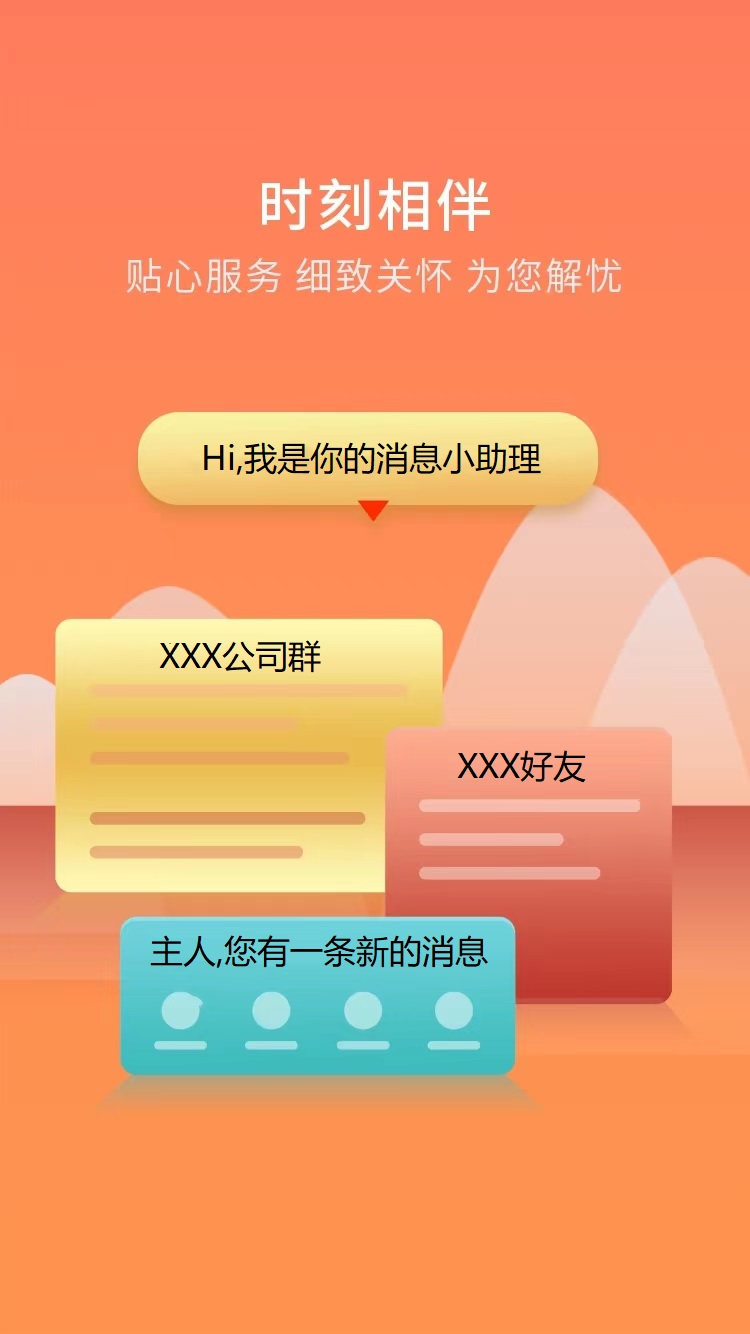 时刻相伴
贴心服务 细致关怀 为您解忧
Hi,我是你的消息小助理
XXX公司群
XXX好友
主人,您有一条新的消息